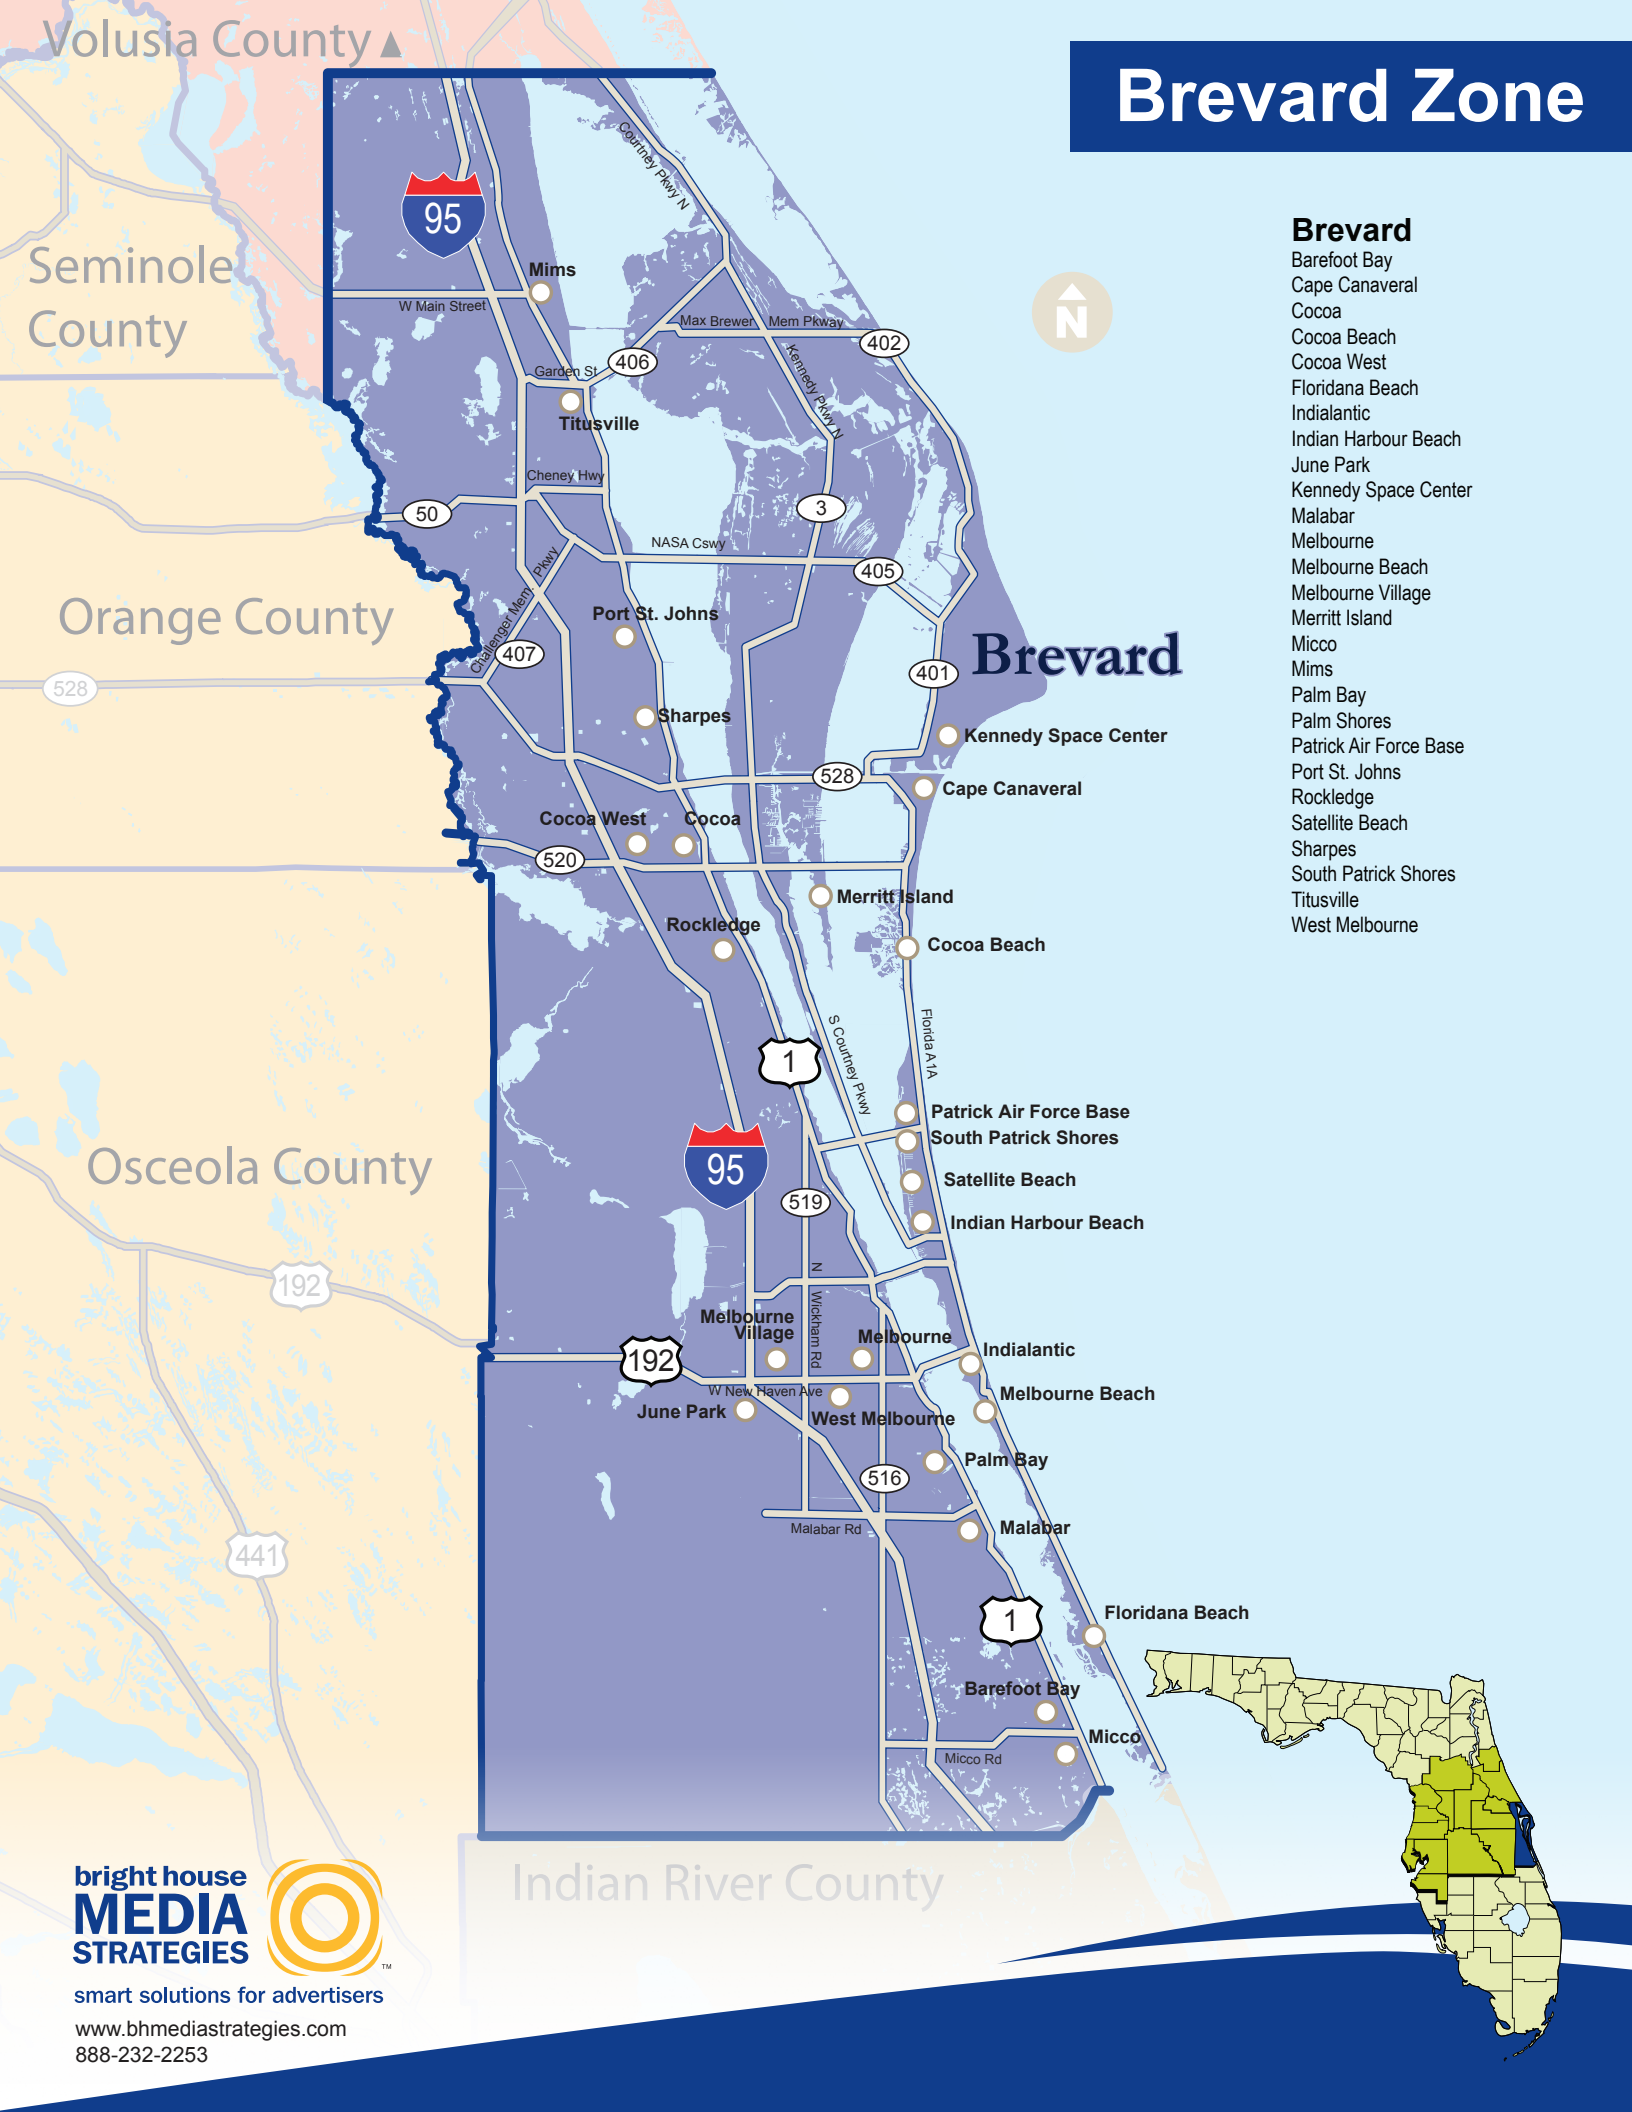 Volusia County
Brevard Zone
Courtney Pkwy N
95
Brevard
Barefoot Bay
Cape Canaveral
Cocoa
Cocoa Beach
Cocoa West
Floridana Beach
Indialantic
Indian Harbour Beach
June Park
Kennedy Space Center
Malabar
Melbourne
Melbourne Beach
Melbourne Village
Merritt Island
Micco
Mims
Palm Bay
Palm Shores
Patrick Air Force Base
Port St. Johns
Rockledge
Satellite Beach
Sharpes
South Patrick Shores
Titusville
West Melbourne
Seminole
County
Mims
W Main Street
N
Max Brewer Mem Pkway
402
406
Garden St
Kennedy Pkwy N
Titusville
Cheney Hwy
50
3
NASA Cswy
405
Challenger Mem. Pkwy
Orange County
Port St. Johns
407
Brevard
401
528
Sharpes
Kennedy Space Center
528
Cape Canaveral
Cocoa West
Cocoa
520
Merritt Island
Rockledge
Cocoa Beach
Florida A1A
S Courtney Pkwy
1
Patrick Air Force Base
South Patrick Shores
Osceola County
95
Satellite Beach
519
Indian Harbour Beach
192
N Wickham Rd
Melbourne
Village
Melbourne
Indialantic
192
W New Haven Ave
Melbourne Beach
June Park
West Melbourne
Palm Bay
516
Malabar Rd
Malabar
441
1
Floridana Beach
Barefoot Bay
Micco
Micco Rd
Indian River County
bright house
MEDIA
STRATEGIES
TM
smart solutions for advertisers
www.bhmediastrategies.com
888-232-2253